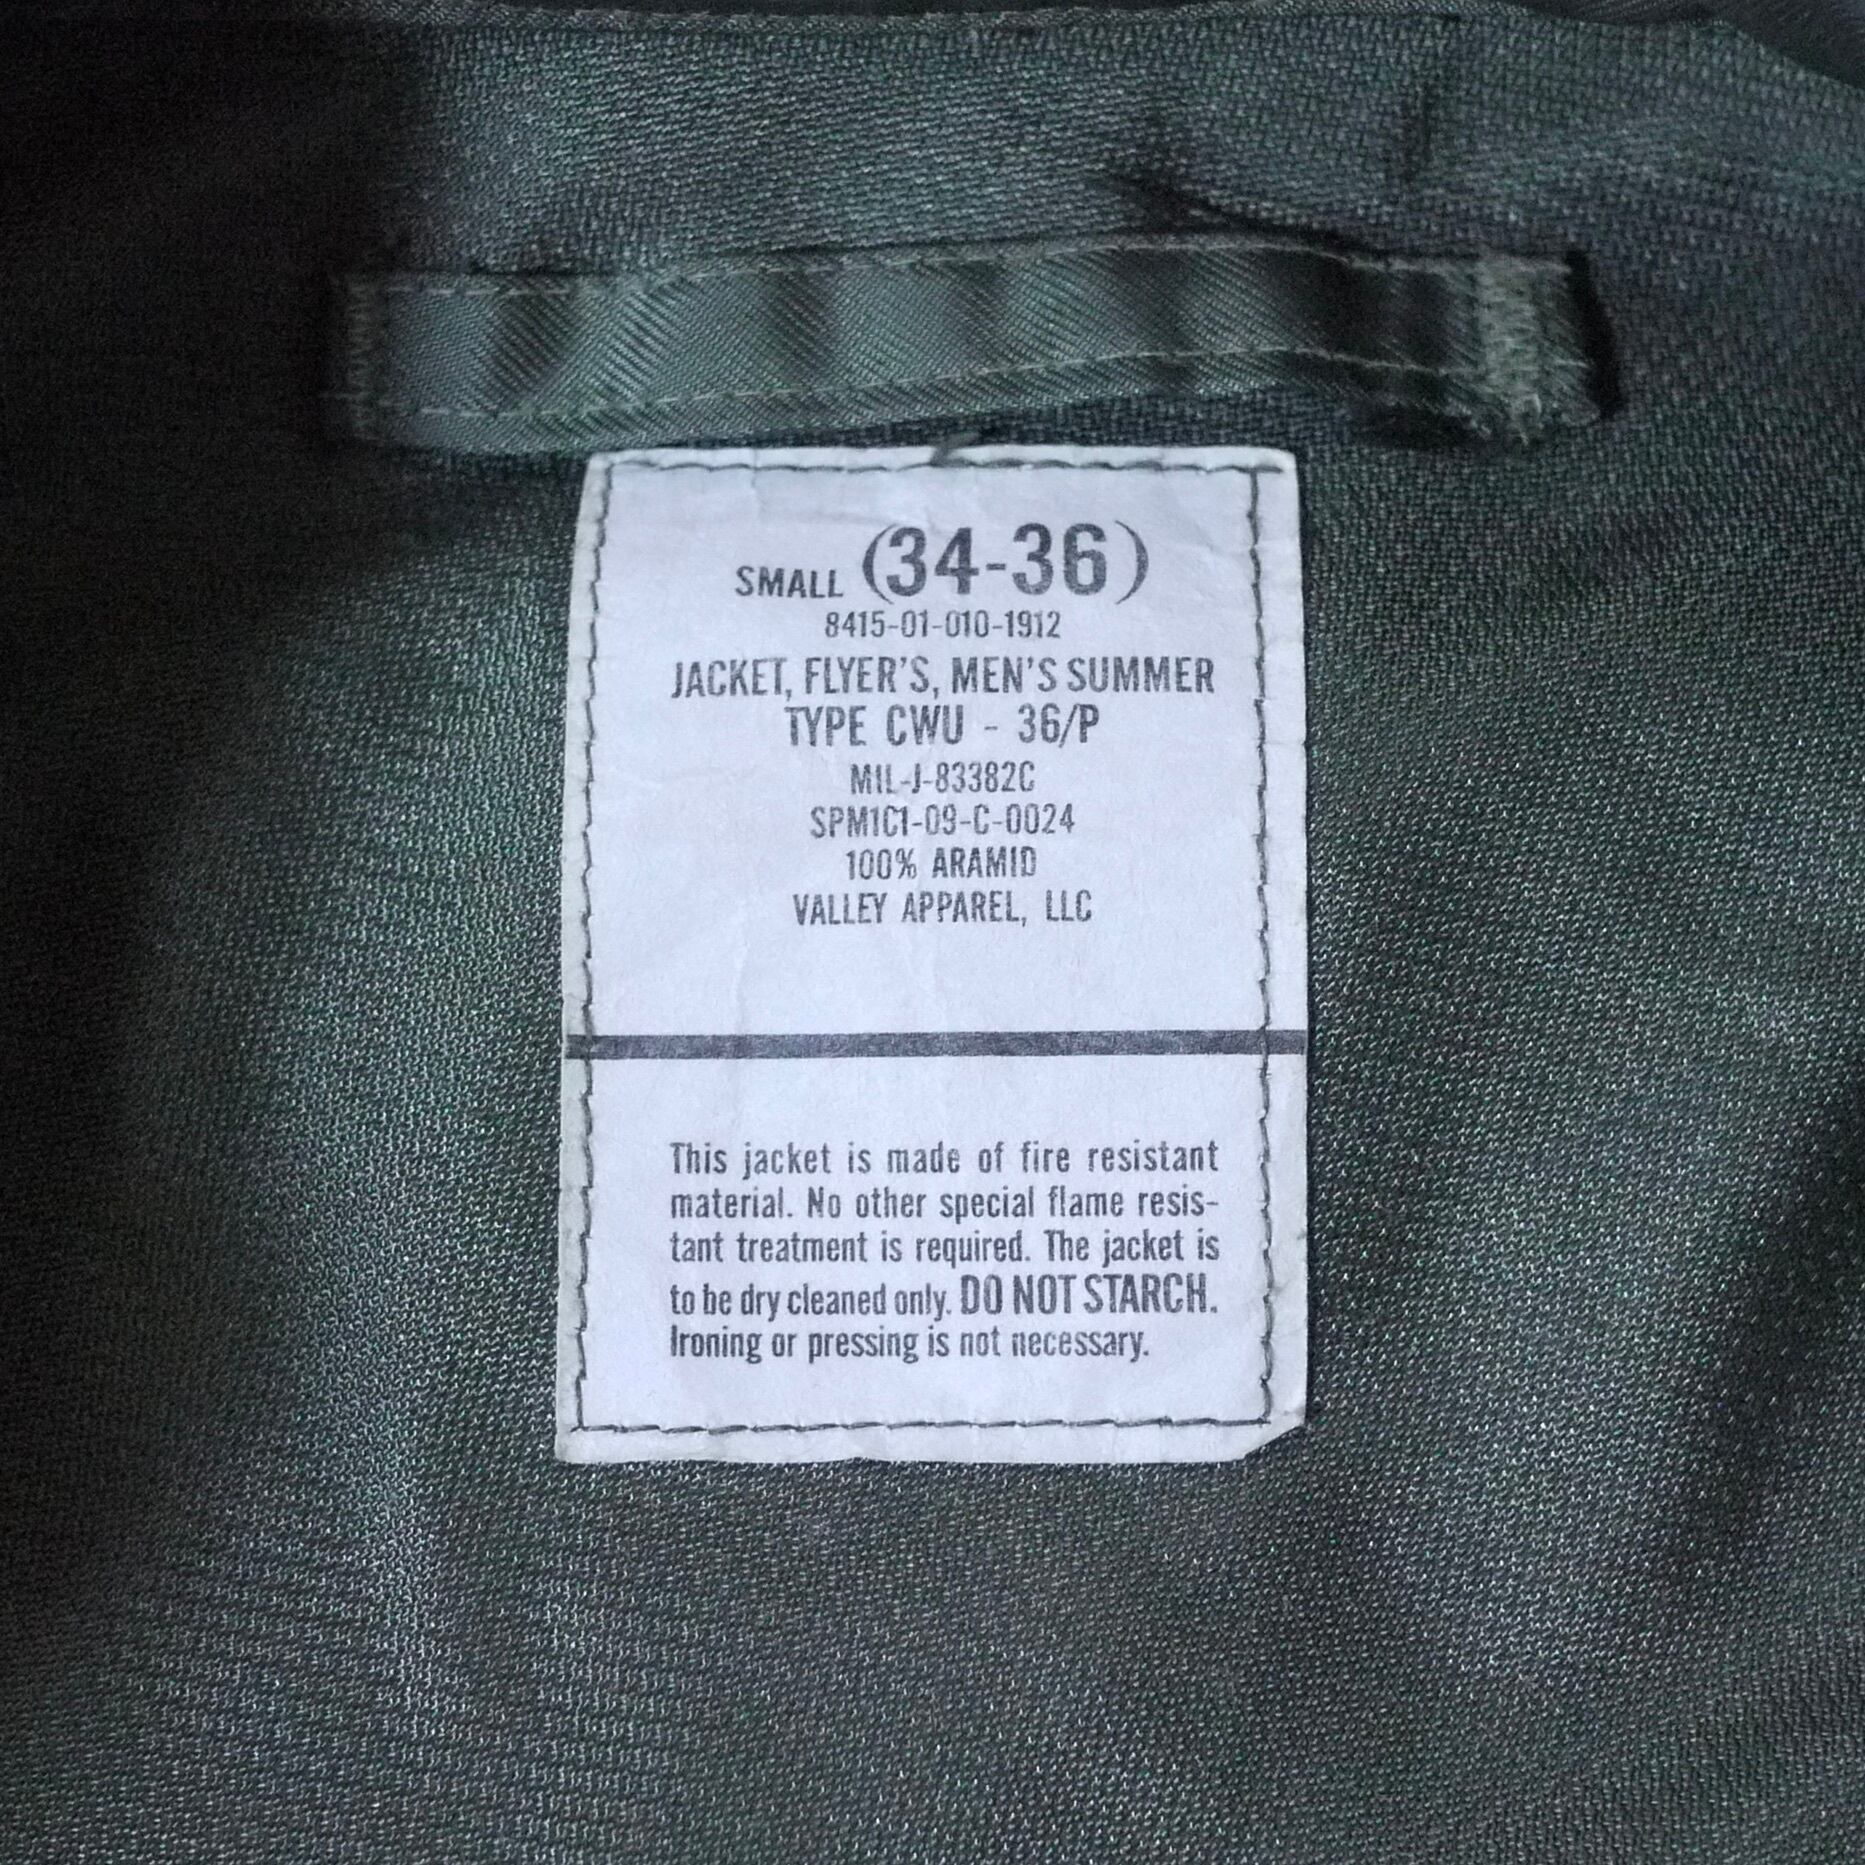 SMALL (34-36)
8415-01-010-1912
JACKET, FLYER'S, MEN'S SUMMER
TYPE CWU - 36/P
MIL-J-83382C
SPM1C1-09-C-0024
100% ARAMID
VALLEY APPAREL, LLC
This jacket is made of fire resistant
material. No other special flame resis-
tant treatment is required. The jacket is
to be dry cleaned only. DO NOT STARCH.
Ironing or pressing is not necessary.